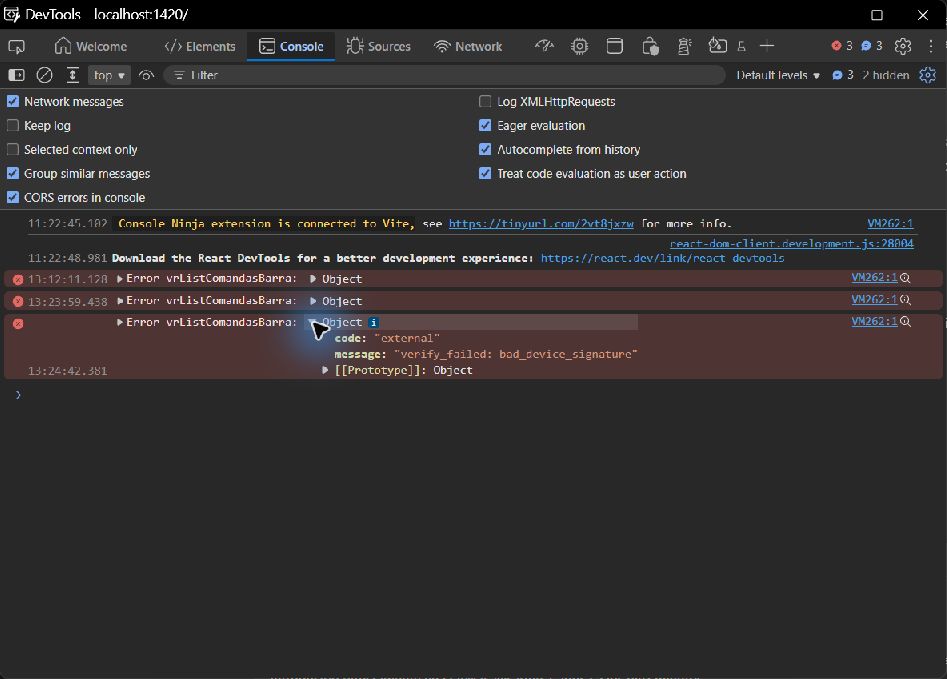 DevTools localhost:1420/
Welcome Elements Console Sources Network 3 3
top Filter Default levels 3 2 hidden
Network messages Log XMLHttpRequests
Keep log Eager evaluation
Selected context only Autocomplete from history
Group similar messages Treat code evaluation as user action
CORS errors in console
11:22:45.102 Console Ninja extension is connected to Vite, see https://tinyurl.com/2vt8jxzw for more info. VM262:1
react-dom-client.development.js:28004
11:22:48.981 Download the React DevTools for a better development experience: https://react.dev/link/react-devtools
13:12:11.128 Error vrListComandasBarra: Object VM262:1
13:23:59.438 Error vrListComandasBarra: Object VM262:1
Error vrListComandasBarra: Object i VM262:1
code: "external"
message: "verify_failed: bad_device_signature"
13:24:42.381 [[Prototype]]: Object